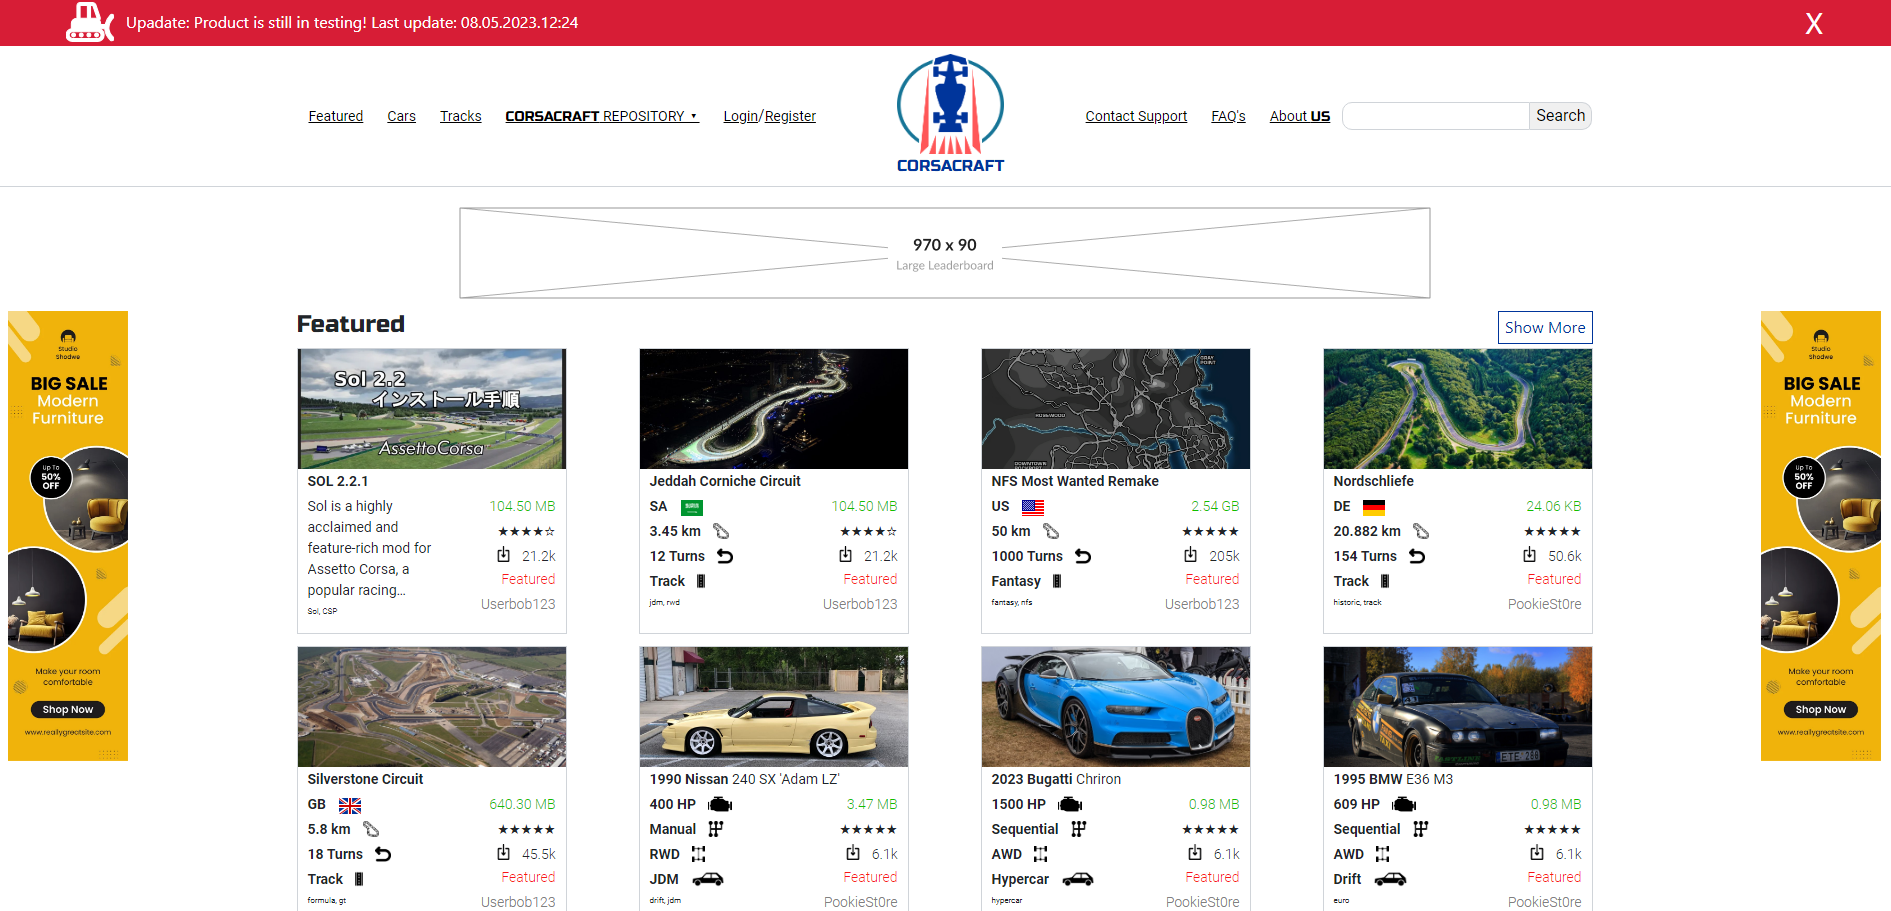 Upadate: Product is still in testing! Last update: 08.05.2023.12:24
X
Featured
Cars
Tracks
CORSACRAFT REPOSITORY ▾
Login/Register
CORSACRAFT
Contact Support
FAQ's
About US
Search
970 x 90
Large Leaderboard
Studio
Shodwe
BIG SALE
Modern
Furniture
Up To
50%
OFF
Make your room
comfortable
Shop Now
www.reallygreatsite.com
Featured
Show More
Sol 2.2
インストール手順
AssettoCorsa
SOL 2.2.1
Sol is a highly
acclaimed and
feature-rich mod for
Assetto Corsa, a
popular racing...
Sol, CSP
104.50 MB
★★★★☆
21.2k
Featured
Userbob123
Jeddah Corniche Circuit
SA
104.50 MB
3.45 km
★★★★☆
12 Turns
21.2k
Track
Featured
jdm, rwd
Userbob123
GRAY
POINT
ROSEWOOD
DOWNTOWN
ROCKPORT
NFS Most Wanted Remake
US
2.54 GB
50 km
★★★★★
1000 Turns
205k
Fantasy
Featured
fantasy, nfs
Userbob123
Nordschliefe
DE
24.06 KB
20.882 km
★★★★★
154 Turns
50.6k
Track
Featured
historic, track
PookieSt0re
Silverstone Circuit
GB
640.30 MB
5.8 km
★★★★★
18 Turns
45.5k
Track
Featured
formula, gt
Userbob123
1990 Nissan 240 SX 'Adam LZ'
400 HP
3.47 MB
Manual
★★★★★
RWD
6.1k
JDM
Featured
drift, jdm
PookieSt0re
2023 Bugatti Chriron
1500 HP
0.98 MB
Sequential
★★★★★
AWD
6.1k
Hypercar
Featured
hypercar
PookieSt0re
1995 BMW E36 M3
609 HP
0.98 MB
Sequential
★★★★★
AWD
6.1k
Drift
Featured
euro
PookieSt0re
Studio
Shodwe
BIG SALE
Modern
Furniture
Up To
50%
OFF
Make your room
comfortable
Shop Now
www.reallygreatsite.com